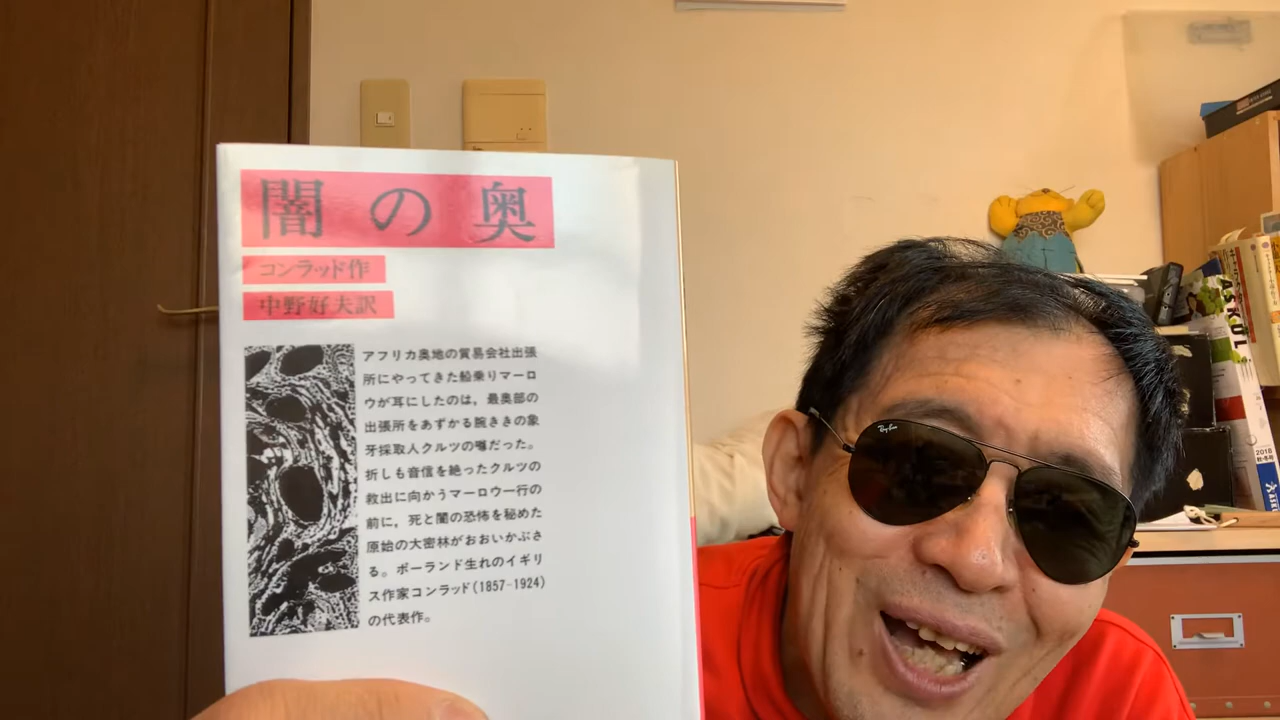 闇の奥
コンラッド作
中野好夫訳
アフリカ奥地の貿易会社出張
所にやってきた船乗りマーロ
ウが耳にしたのは，最奥部の
出張所をあずかる腕ききの象
牙採取人クルツの噂だった。
折しも音信を絶ったクルツの
救出に向かうマーロウ一行の
前に，死と闇の恐怖を秘めた
原始の大密林がおおいかぶさ
る。ポーランド生れのイギリ
ス作家コンラッド(1857-1924)
の代表作。
Ray-Ban
ASKUL
2018